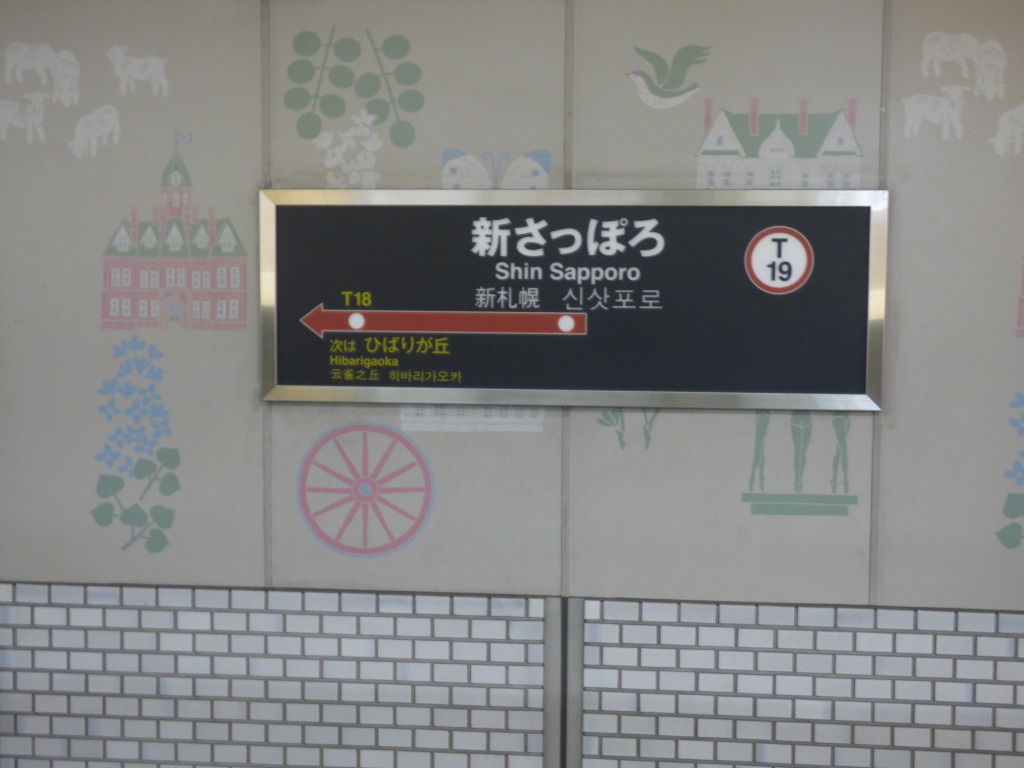 新さっぽろ
Shin Sapporo
新札幌 신삿포로
T
19
T18
次は ひばりが丘
Hibarigaoka
云雀之丘 히바리가오카